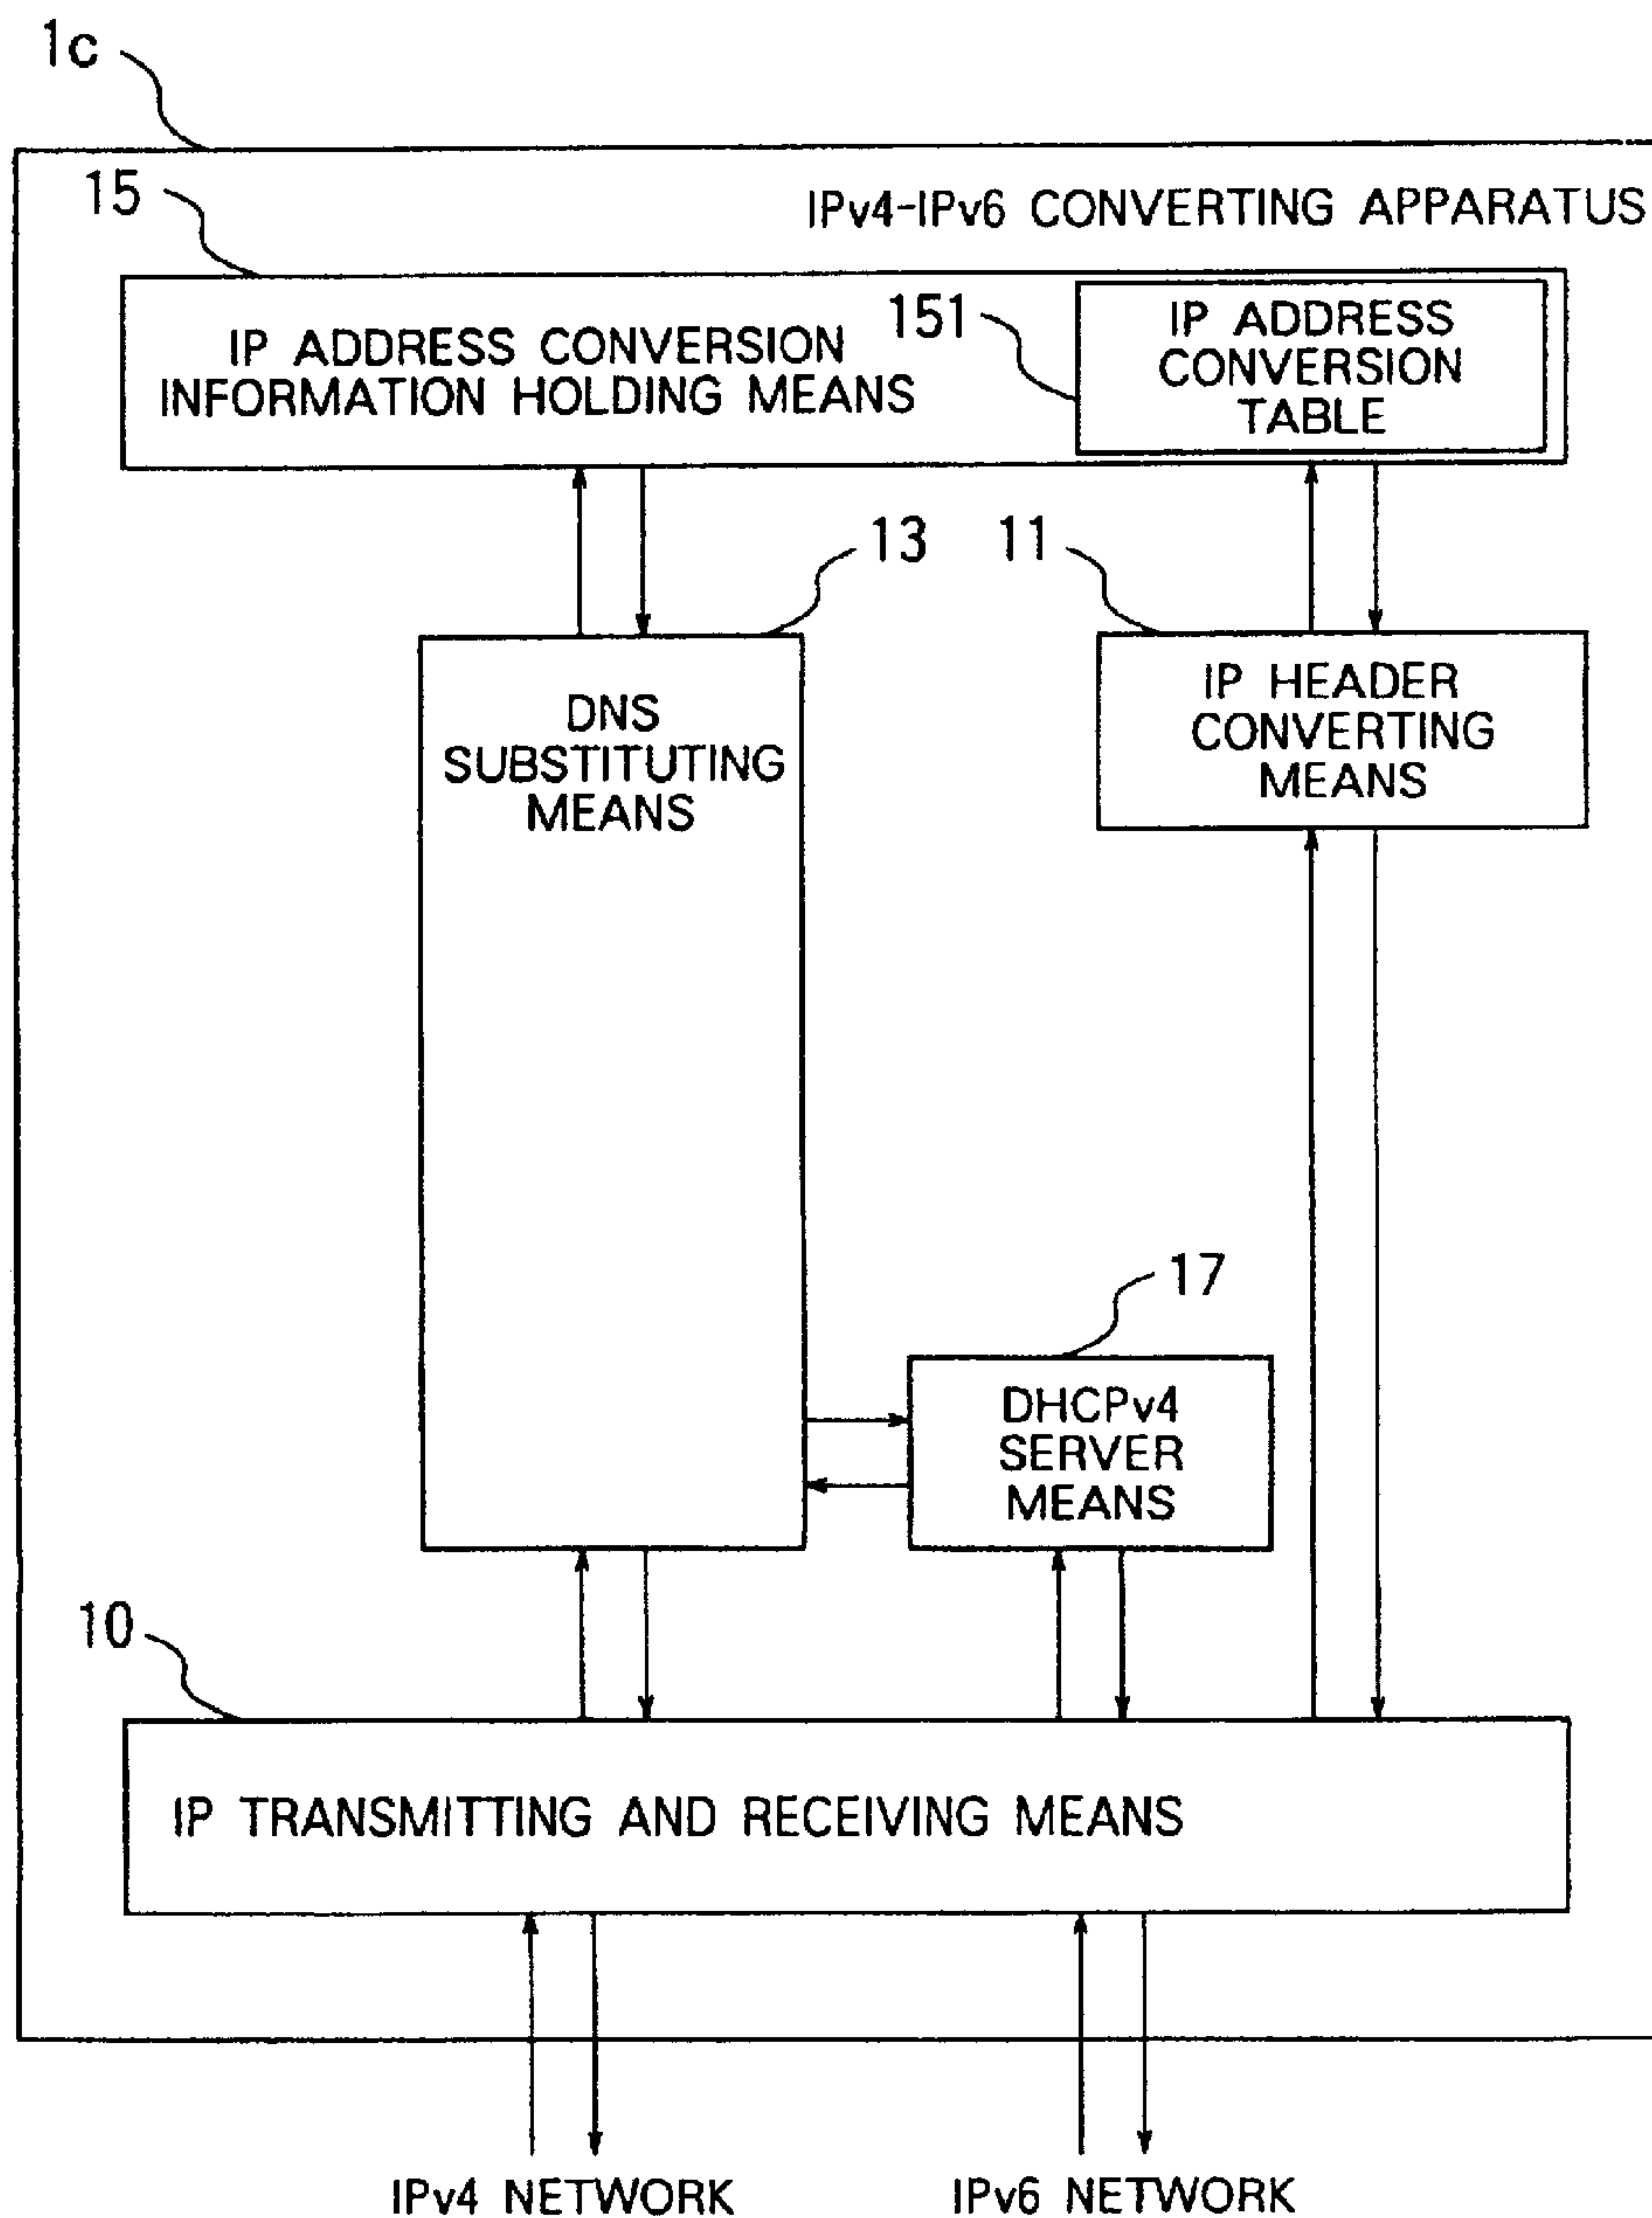 1c
15
IPv4-IPv6 CONVERTING APPARATUS
IP ADDRESS CONVERSION
INFORMATION HOLDING MEANS
151
IP ADDRESS
CONVERSION
TABLE
13
11
DNS
SUBSTITUTING
MEANS
IP HEADER
CONVERTING
MEANS
17
DHCPv4
SERVER
MEANS
10
IP TRANSMITTING AND RECEIVING MEANS
IPv4 NETWORK
IPv6 NETWORK